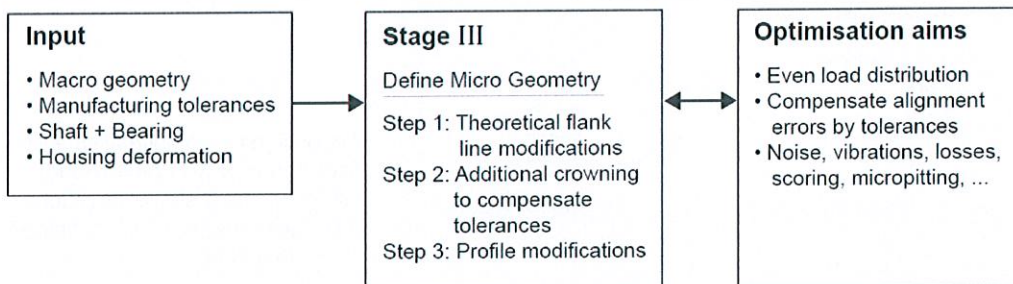 Input
• Macro geometry
• Manufacturing tolerances
• Shaft + Bearing
• Housing deformation
Stage III
Define Micro Geometry
Step 1: Theoretical flank
line modifications
Step 2: Additional crowning
to compensate
tolerances
Step 3: Profile modifications
Optimisation aims
• Even load distribution
• Compensate alignment
errors by tolerances
• Noise, vibrations, losses,
scoring, micropitting, ...